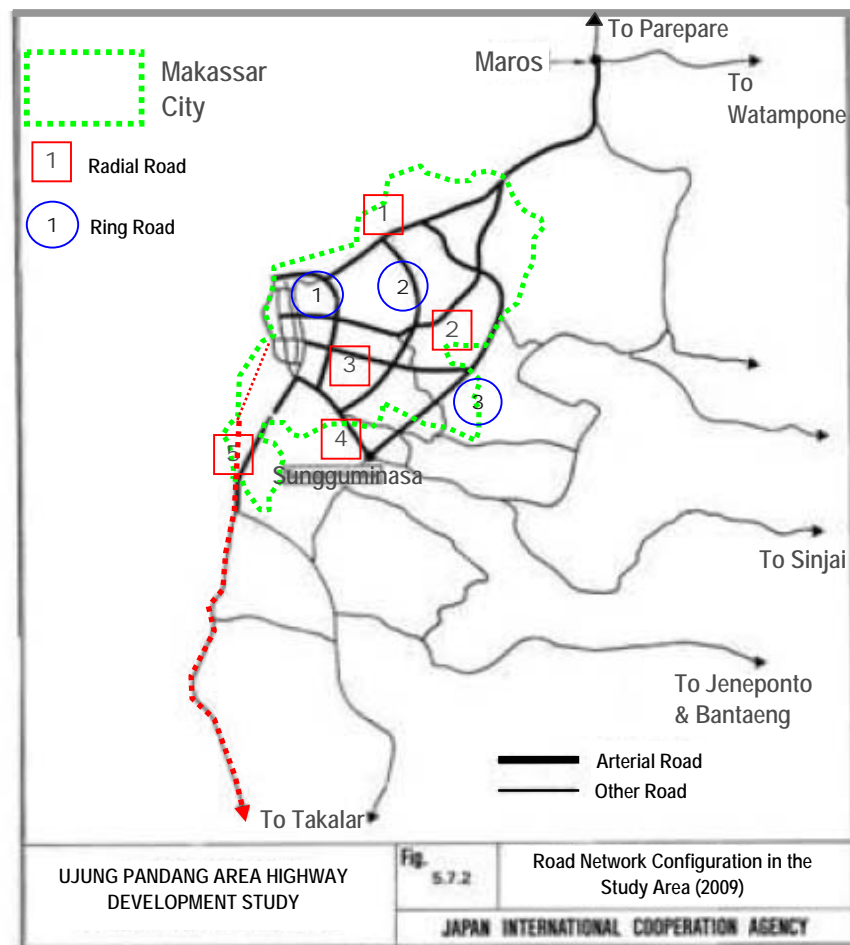 To Parepare
Maros
To
Watampone
Makassar
City
1
Radial Road
1
Ring Road
1
1
2
2
3
3
4
5
Sungguminasa
To Sinjai
To Jeneponto
& Bantaeng
Arterial Road
Other Road
To Takalar
UJUNG PANDANG AREA HIGHWAY
DEVELOPMENT STUDY
Fig.
5.7.2
Road Network Configuration in the
Study Area (2009)
JAPAN INTERNATIONAL COOPERATION AGENCY